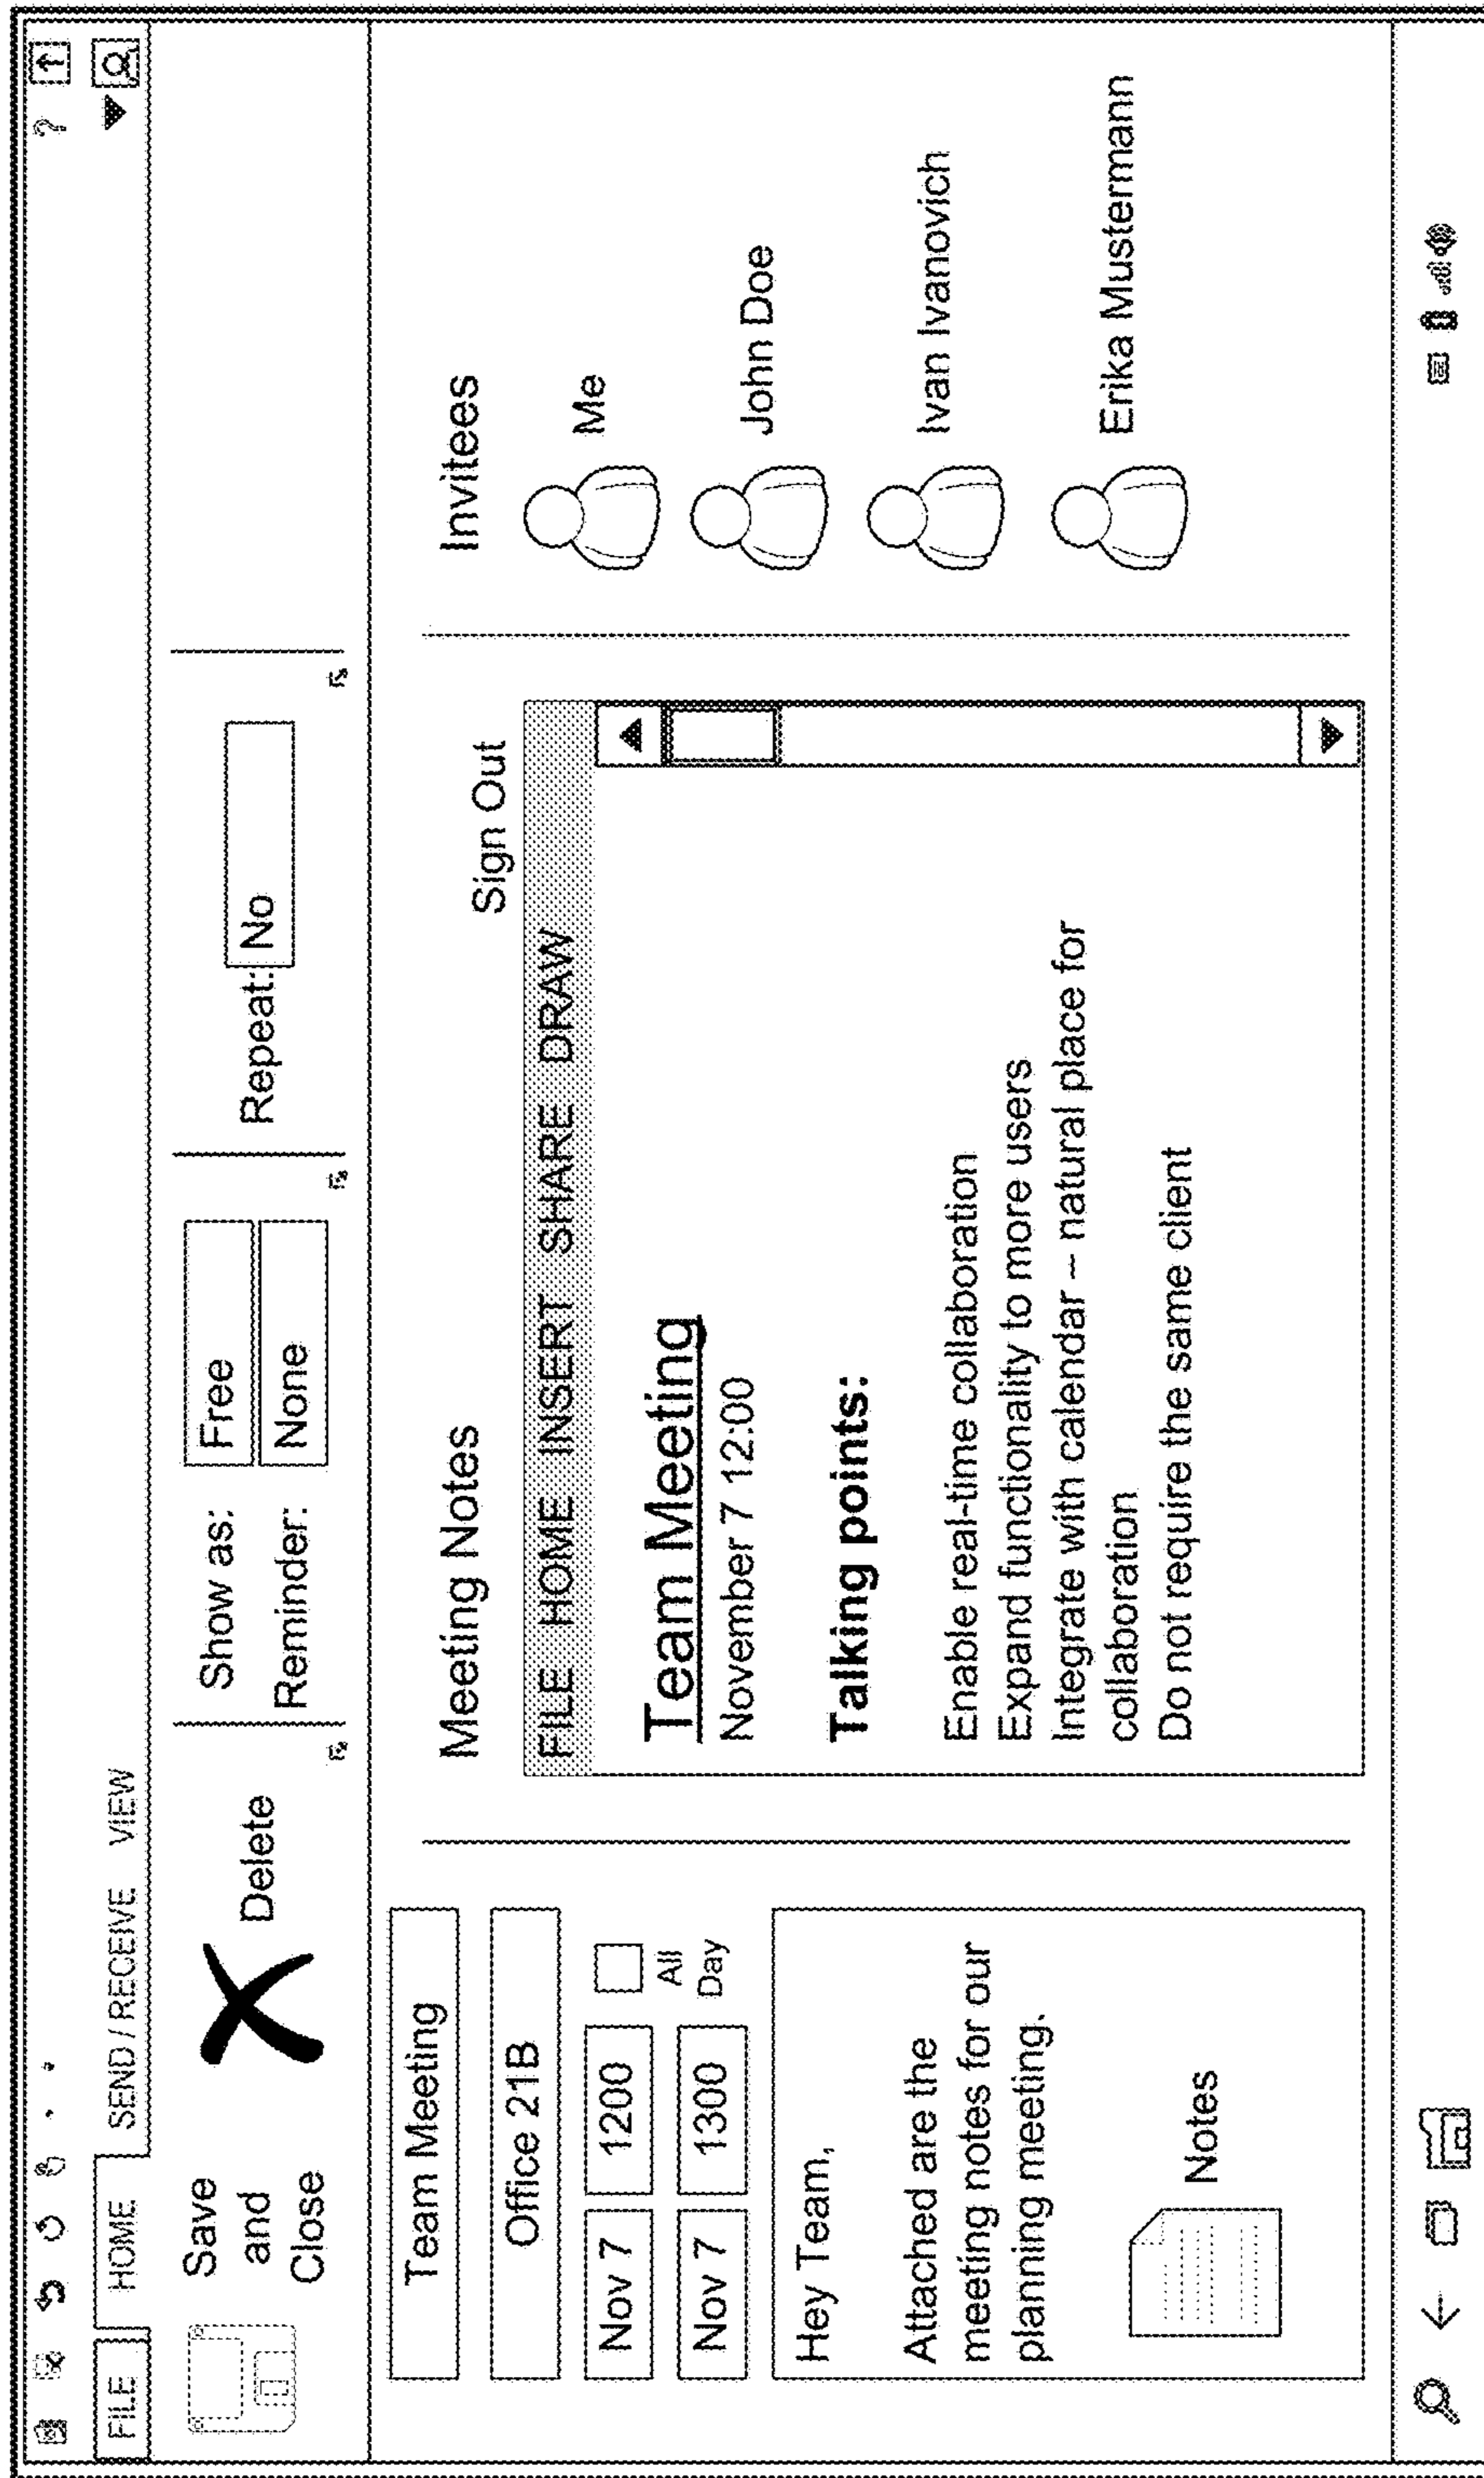 ?
FILE HOME SEND / RECEIVE VIEW
Save
and
Close
Delete
Show as: Free
Reminder: None
Repeat: No
Team Meeting
Office 21B
Nov 7 1200
Nov 7 1300
All
Day
Hey Team,
Attached are the
meeting notes for our
planning meeting.
Notes
Meeting Notes
Sign Out
FILE HOME INSERT SHARE DRAW
Team Meeting
November 7 12:00
Talking points:
Enable real-time collaboration
Expand functionality to more users
Integrate with calendar – natural place for
collaboration
Do not require the same client
Invitees
Me
John Doe
Ivan Ivanovich
Erika Mustermann